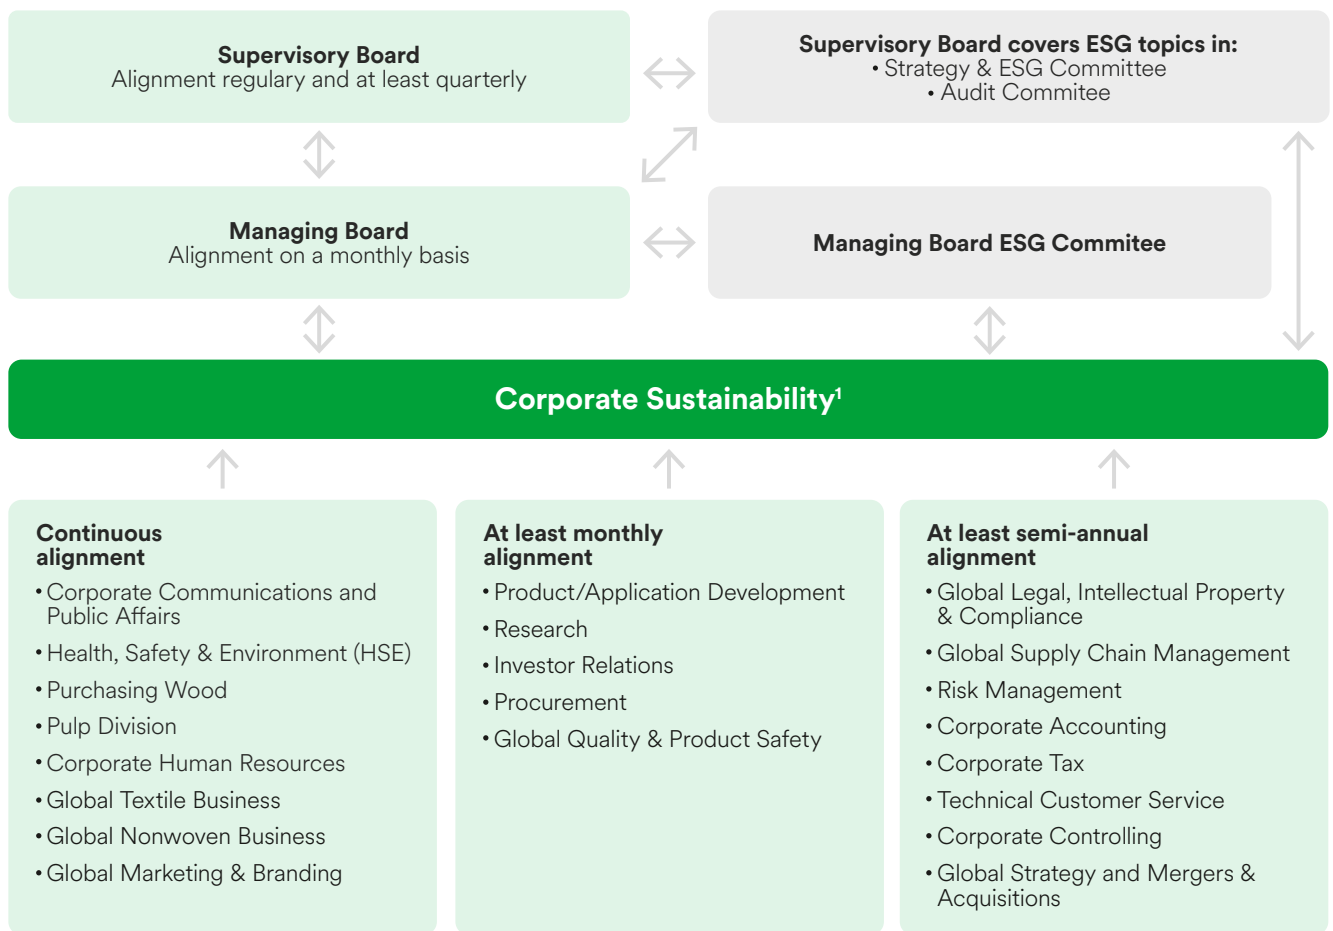 Supervisory Board
Alignment regulary and at least quarterly
Supervisory Board covers ESG topics in:
• Strategy & ESG Committee
• Audit Commitee
Managing Board
Alignment on a monthly basis
Managing Board ESG Commitee
Corporate Sustainability¹
Continuous
alignment
• Corporate Communications and
Public Affairs
• Health, Safety & Environment (HSE)
• Purchasing Wood
• Pulp Division
• Corporate Human Resources
• Global Textile Business
• Global Nonwoven Business
• Global Marketing & Branding
At least monthly
alignment
• Product/Application Development
• Research
• Investor Relations
• Procurement
• Global Quality & Product Safety
At least semi-annual
alignment
• Global Legal, Intellectual Property
& Compliance
• Global Supply Chain Management
• Risk Management
• Corporate Accounting
• Corporate Tax
• Technical Customer Service
• Corporate Controlling
• Global Strategy and Mergers &
Acquisitions